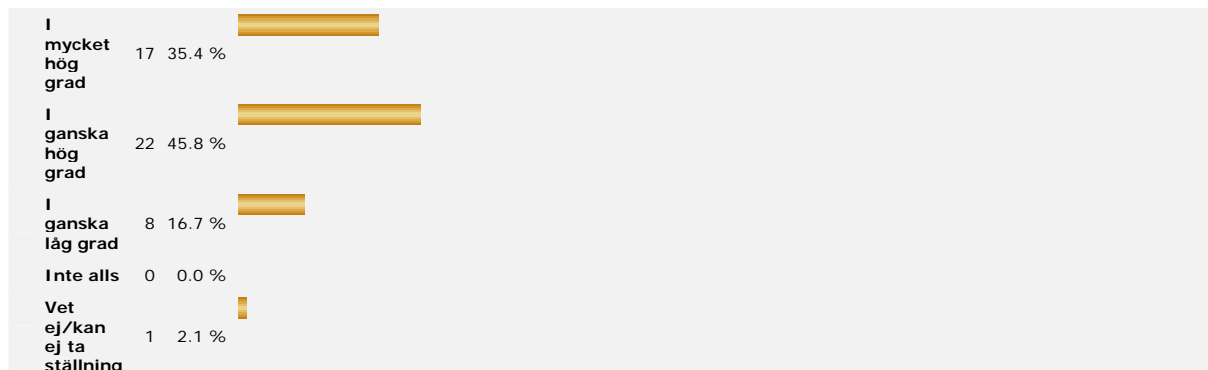 I
mycket
hög
grad
17 35.4 %
I
ganska
hög
grad
22 45.8 %
I
ganska
låg grad
8 16.7 %
Inte alls 0 0.0 %
Vet
ej/kan
ej ta
ställning
1 2.1 %